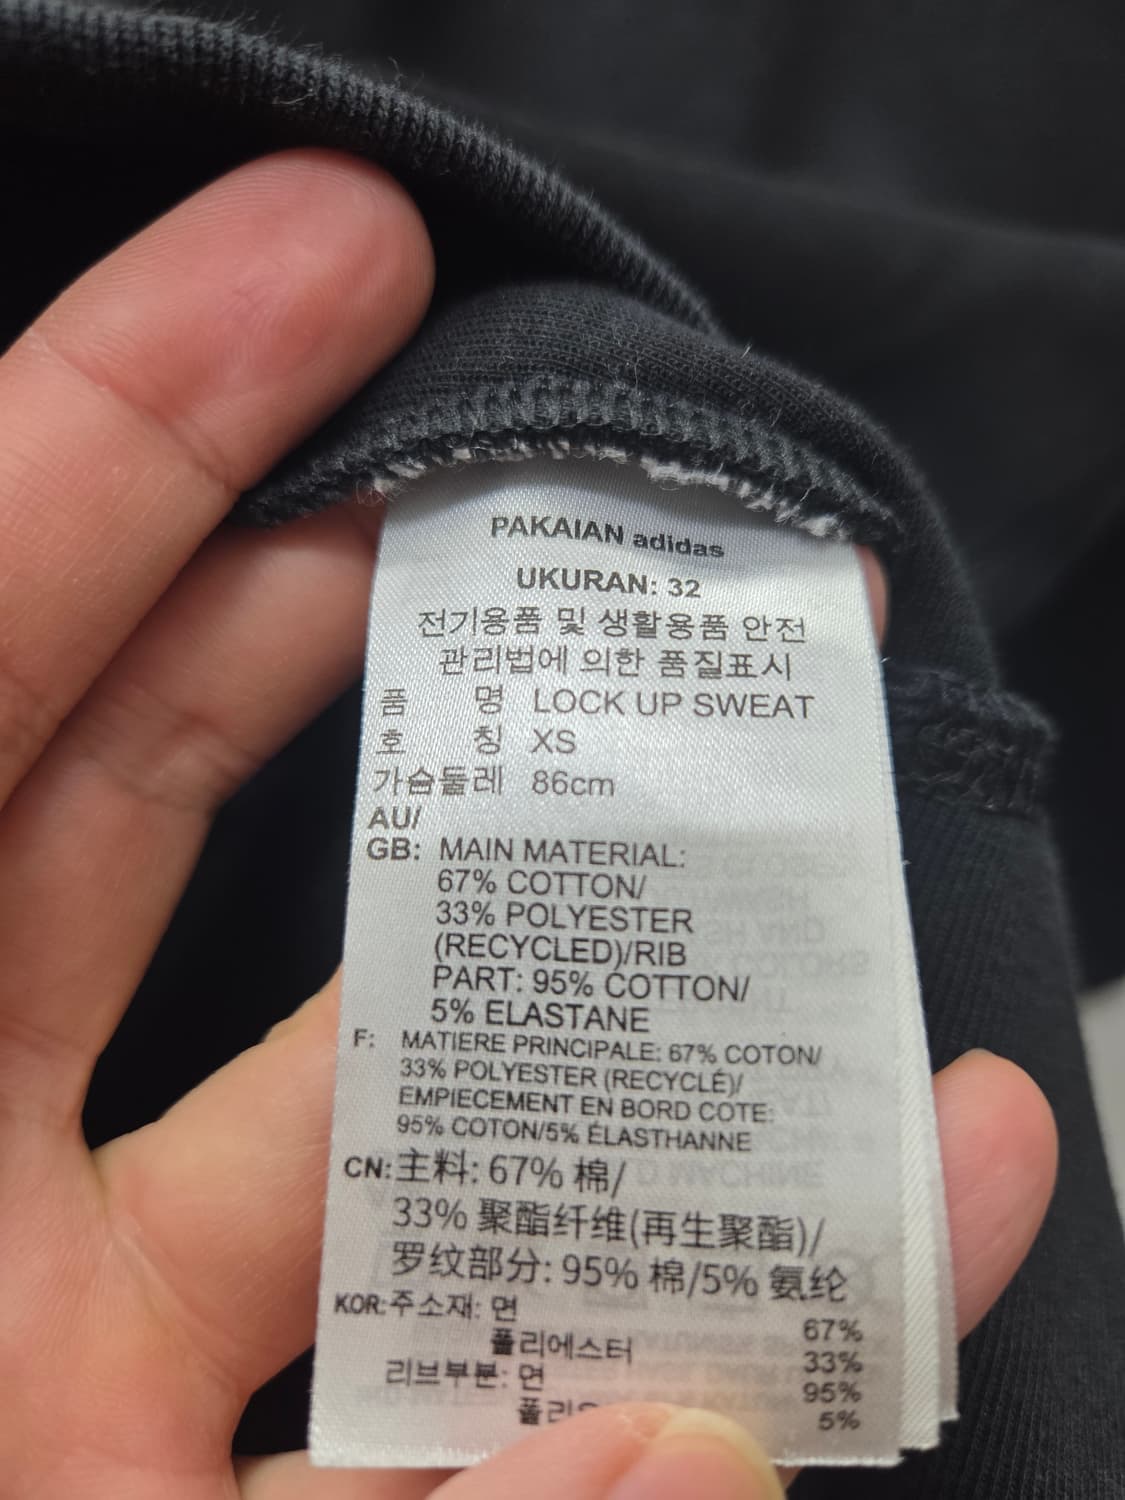 PAKAIAN adidas
UKURAN: 32
전기용품 및 생활용품 안전
관리법에 의한 품질표시
품 명 LOCK UP SWEAT
호 칭 XS
가슴둘레 86cm
AU/
GB: MAIN MATERIAL:
67% COTTON/
33% POLYESTER
(RECYCLED)/RIB
PART: 95% COTTON/
5% ELASTANE
F: MATIERE PRINCIPALE: 67% COTON/
33% POLYESTER (RECYCLÉ)/
EMPIECEMENT EN BORD COTE:
95% COTON/5% ÉLASTHANNE
CN: 主料: 67% 棉/
33% 聚酯纤维(再生聚酯)/
罗纹部分: 95% 棉/5% 氨纶
KOR: 주소재: 면 67%
폴리에스터 33%
리브부분: 면 95%
5%